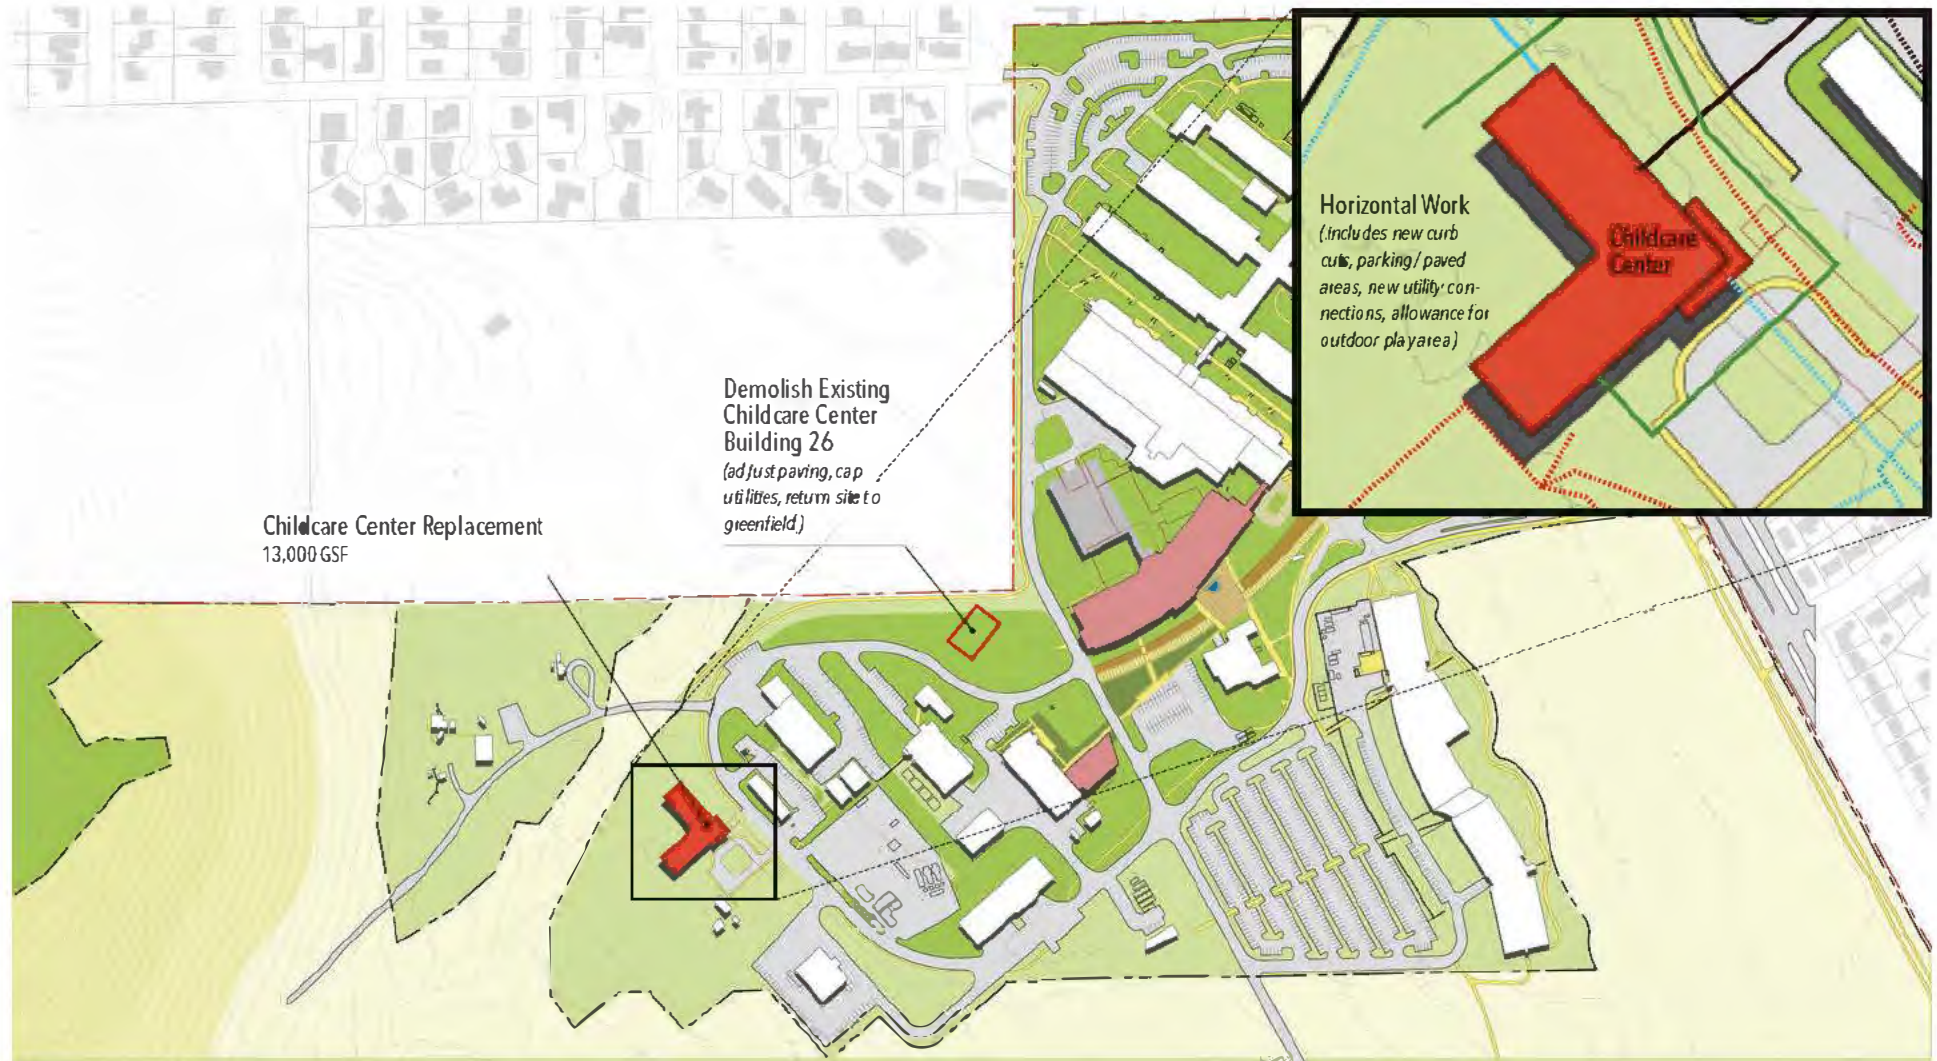 Childcare Center Replacement
13,000 GSF
Demolish Existing
Childcare Center
Building 26
(adjust paving, cap
utilities, return site to
greenfield)
Horizontal Work
(includes new curb
cuts, parking/paved
areas, new utility con-
nections, allowance for
outdoor play area)
Childcare
Center